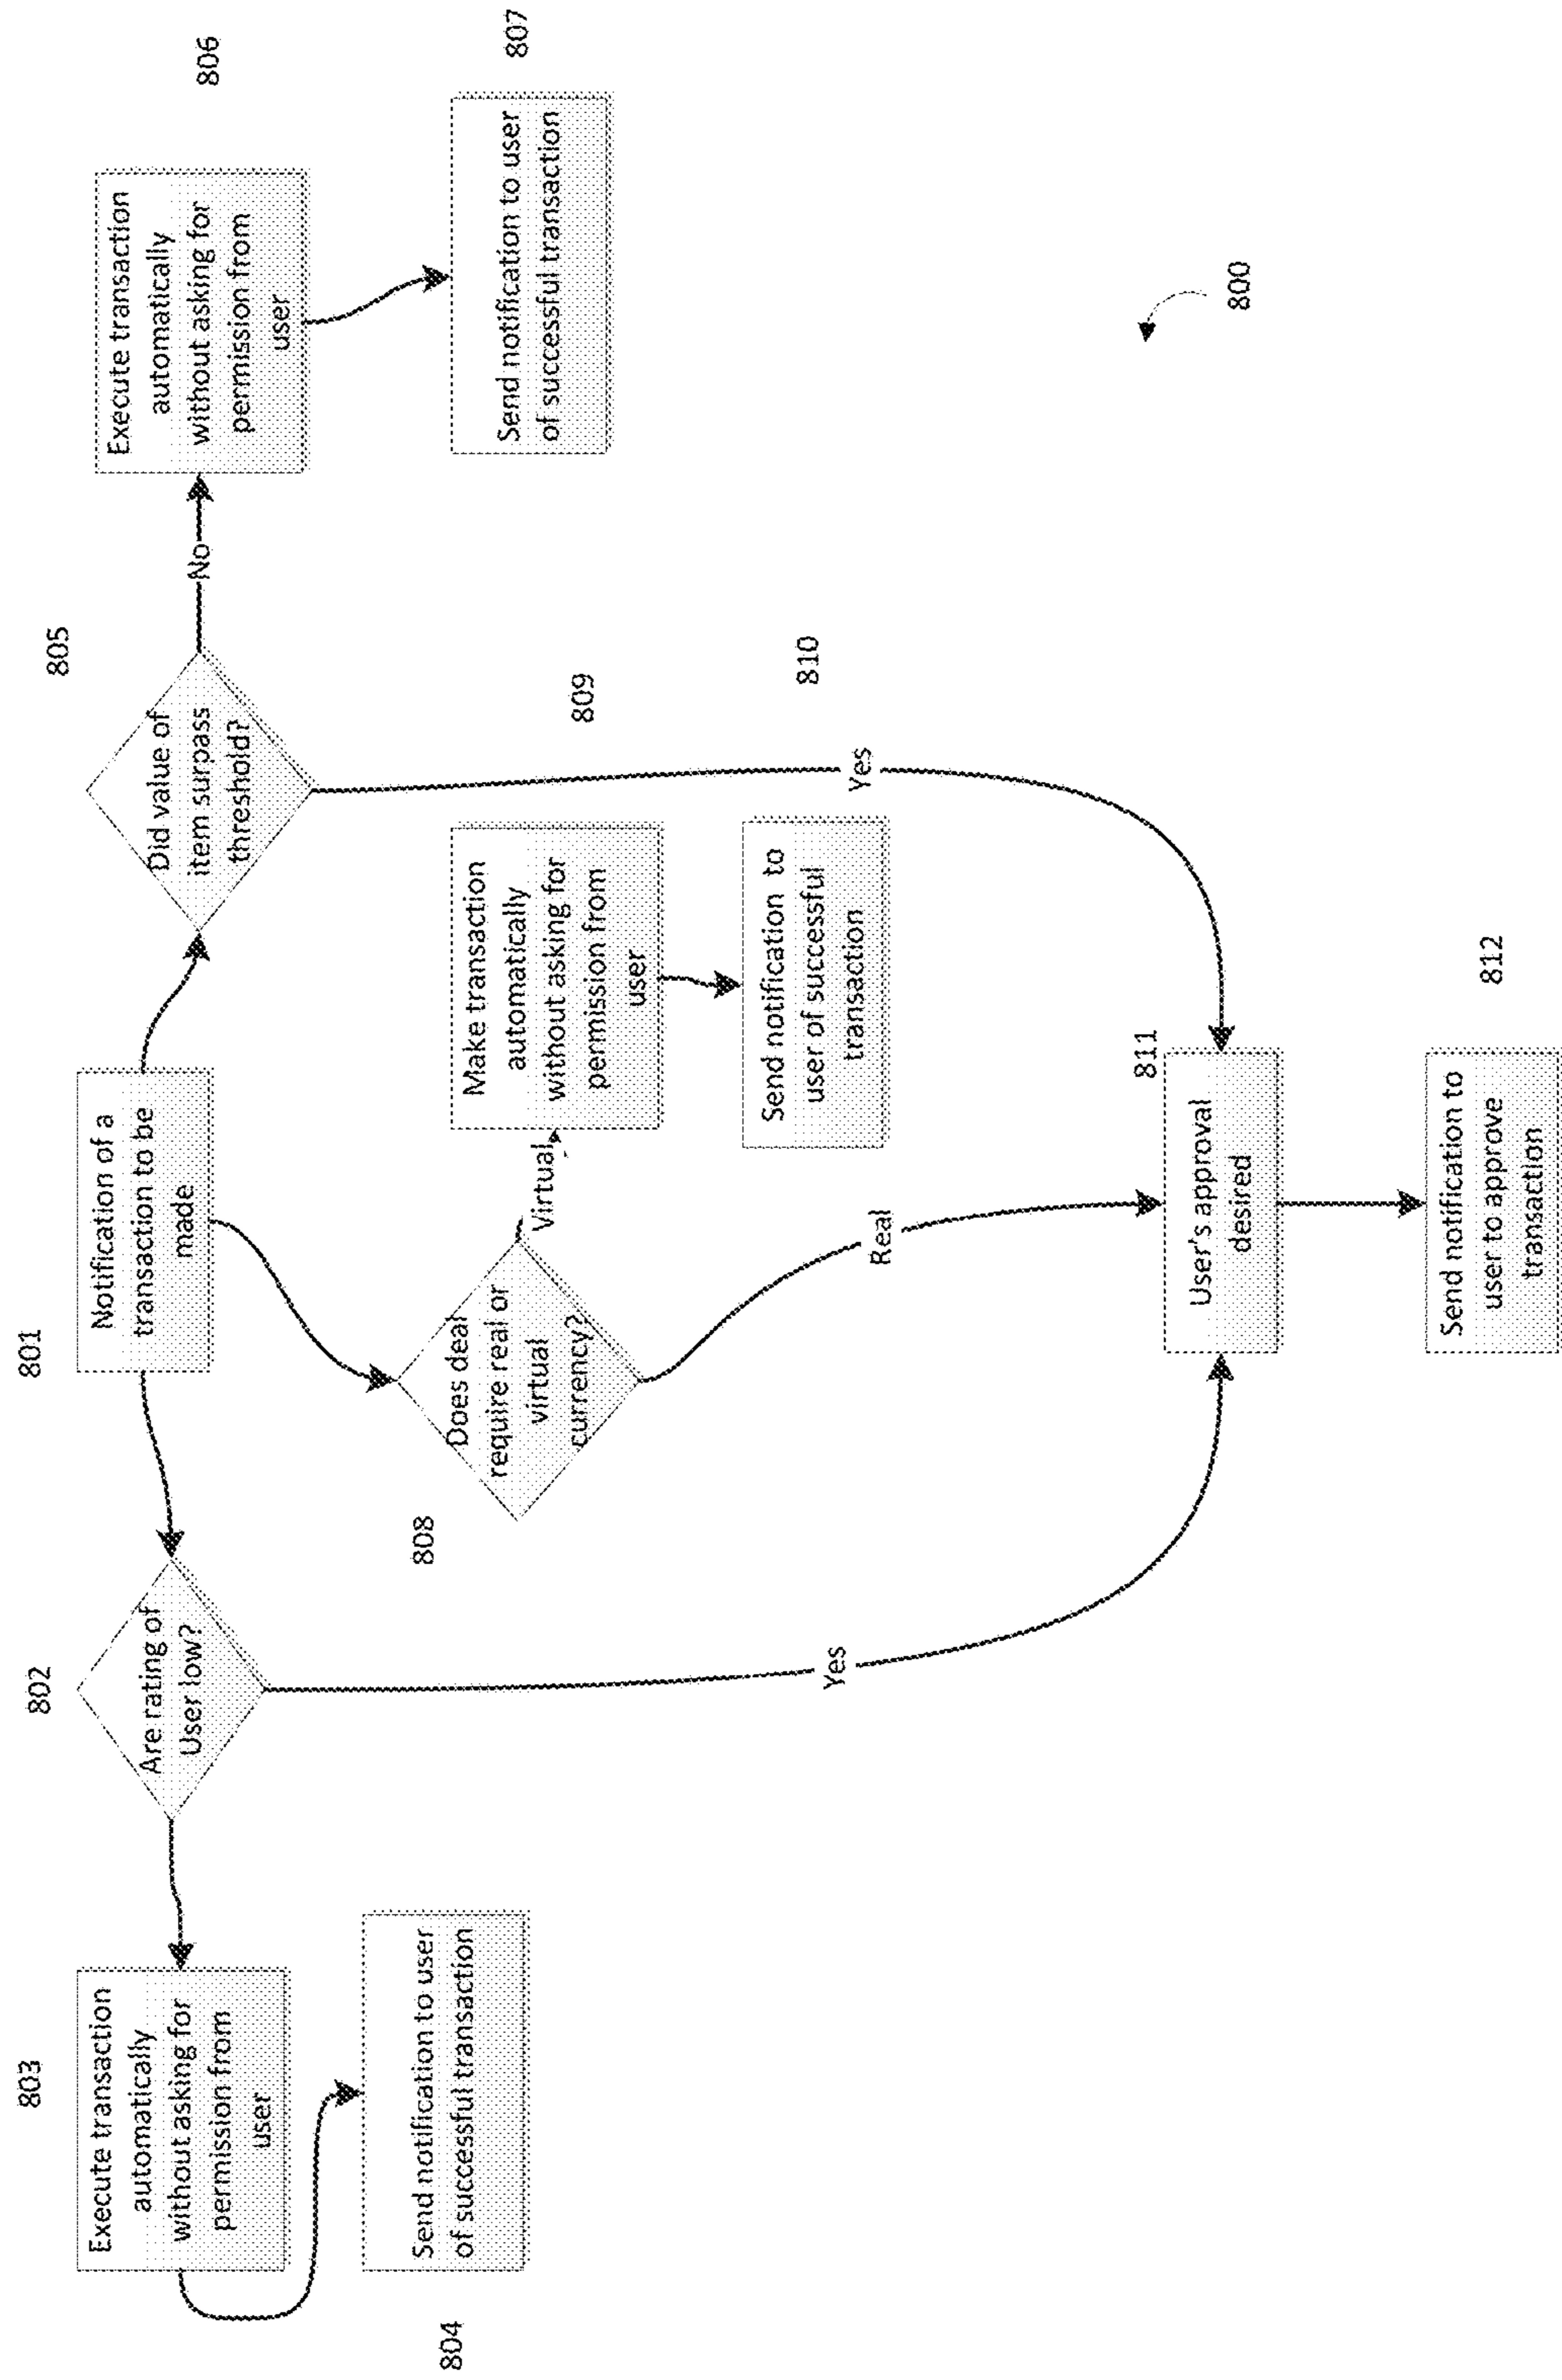 801
Notification of a
transaction to be
made
802
Are rating of
User low?
803
Execute transaction
automatically
without asking for
permission from
user
804
Send notification to user
of successful transaction
Yes
805
Did value of
item surpass
threshold?
No
806
Execute transaction
automatically
without asking for
permission from
user
807
Send notification to user
of successful transaction
Yes
808
Does deal
require real or
virtual
currency?
Virtual
809
Make transaction
automatically
without asking for
permission from
user
810
Send notification to
user of successful
transaction
Real
811
User's approval
desired
812
Send notification to
user to approve
transaction
800